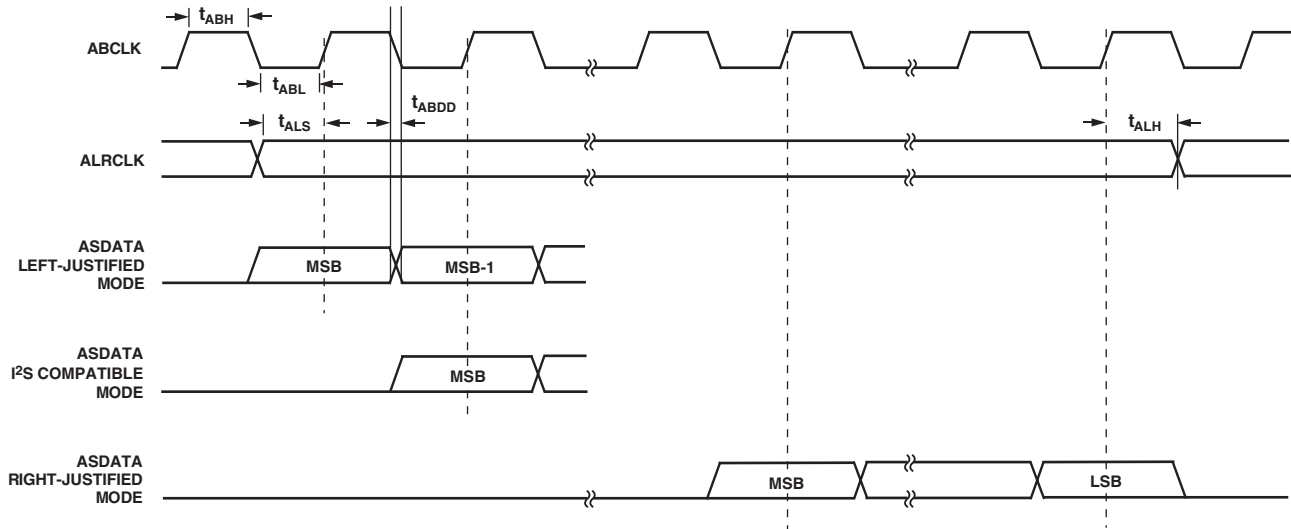 tABH
ABCLK
tABL
tABDD
tALS
tALH
ALRCLK
ASDATA
LEFT-JUSTIFIED
MODE
MSB
MSB-1
ASDATA
I²S COMPATIBLE
MODE
MSB
ASDATA
RIGHT-JUSTIFIED
MODE
MSB
LSB